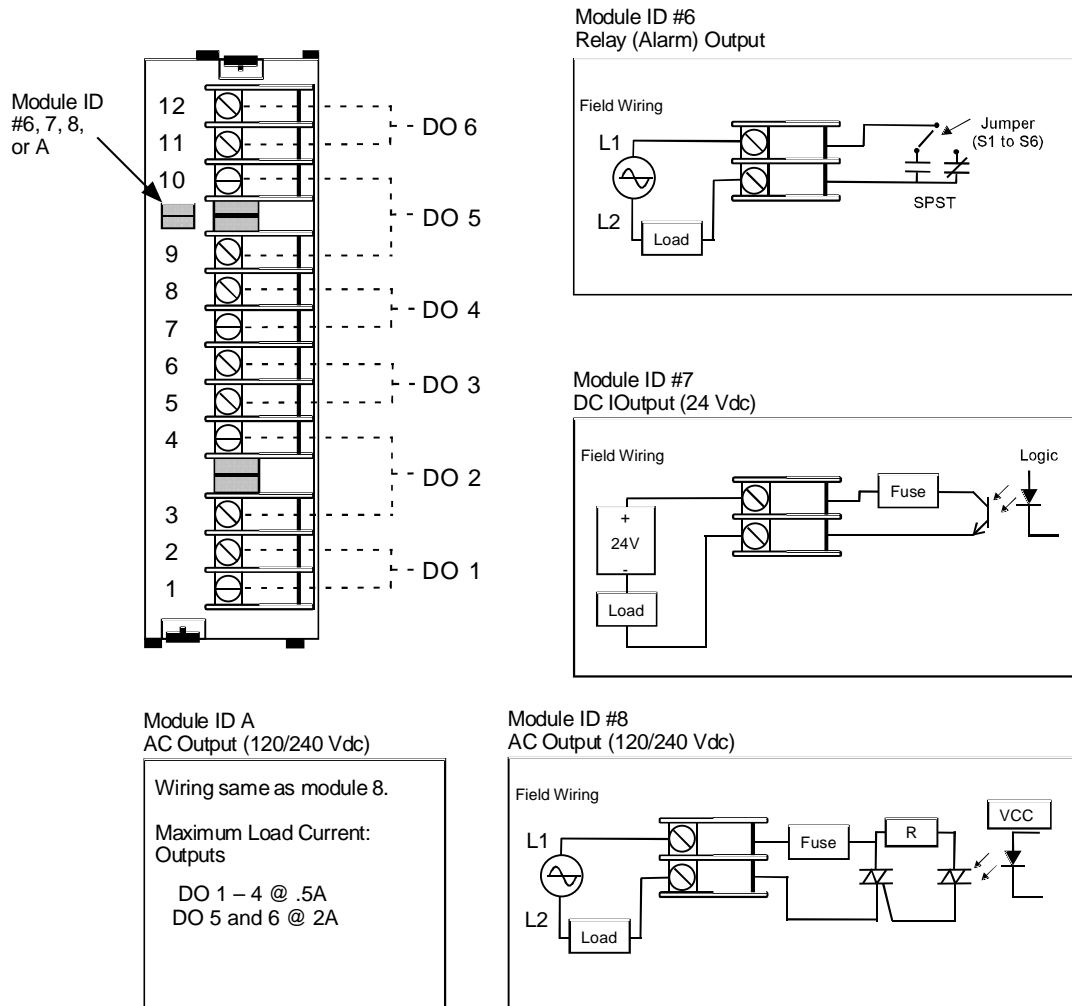 Module ID
#6, 7, 8,
or A
12
11
10
9
8
7
6
5
4
3
2
1
DO 6
DO 5
DO 4
DO 3
DO 2
DO 1
Module ID #6
Relay (Alarm) Output
Field Wiring
L1
L2
Load
Jumper
(S1 to S6)
SPST
Module ID #7
DC IOutput (24 Vdc)
Field Wiring
+
24V
-
Load
Fuse
Logic
Module ID A
AC Output (120/240 Vdc)
Wiring same as module 8.
Maximum Load Current:
Outputs
DO 1 – 4 @ .5A
DO 5 and 6 @ 2A
Module ID #8
AC Output (120/240 Vdc)
Field Wiring
L1
L2
Load
Fuse
R
VCC